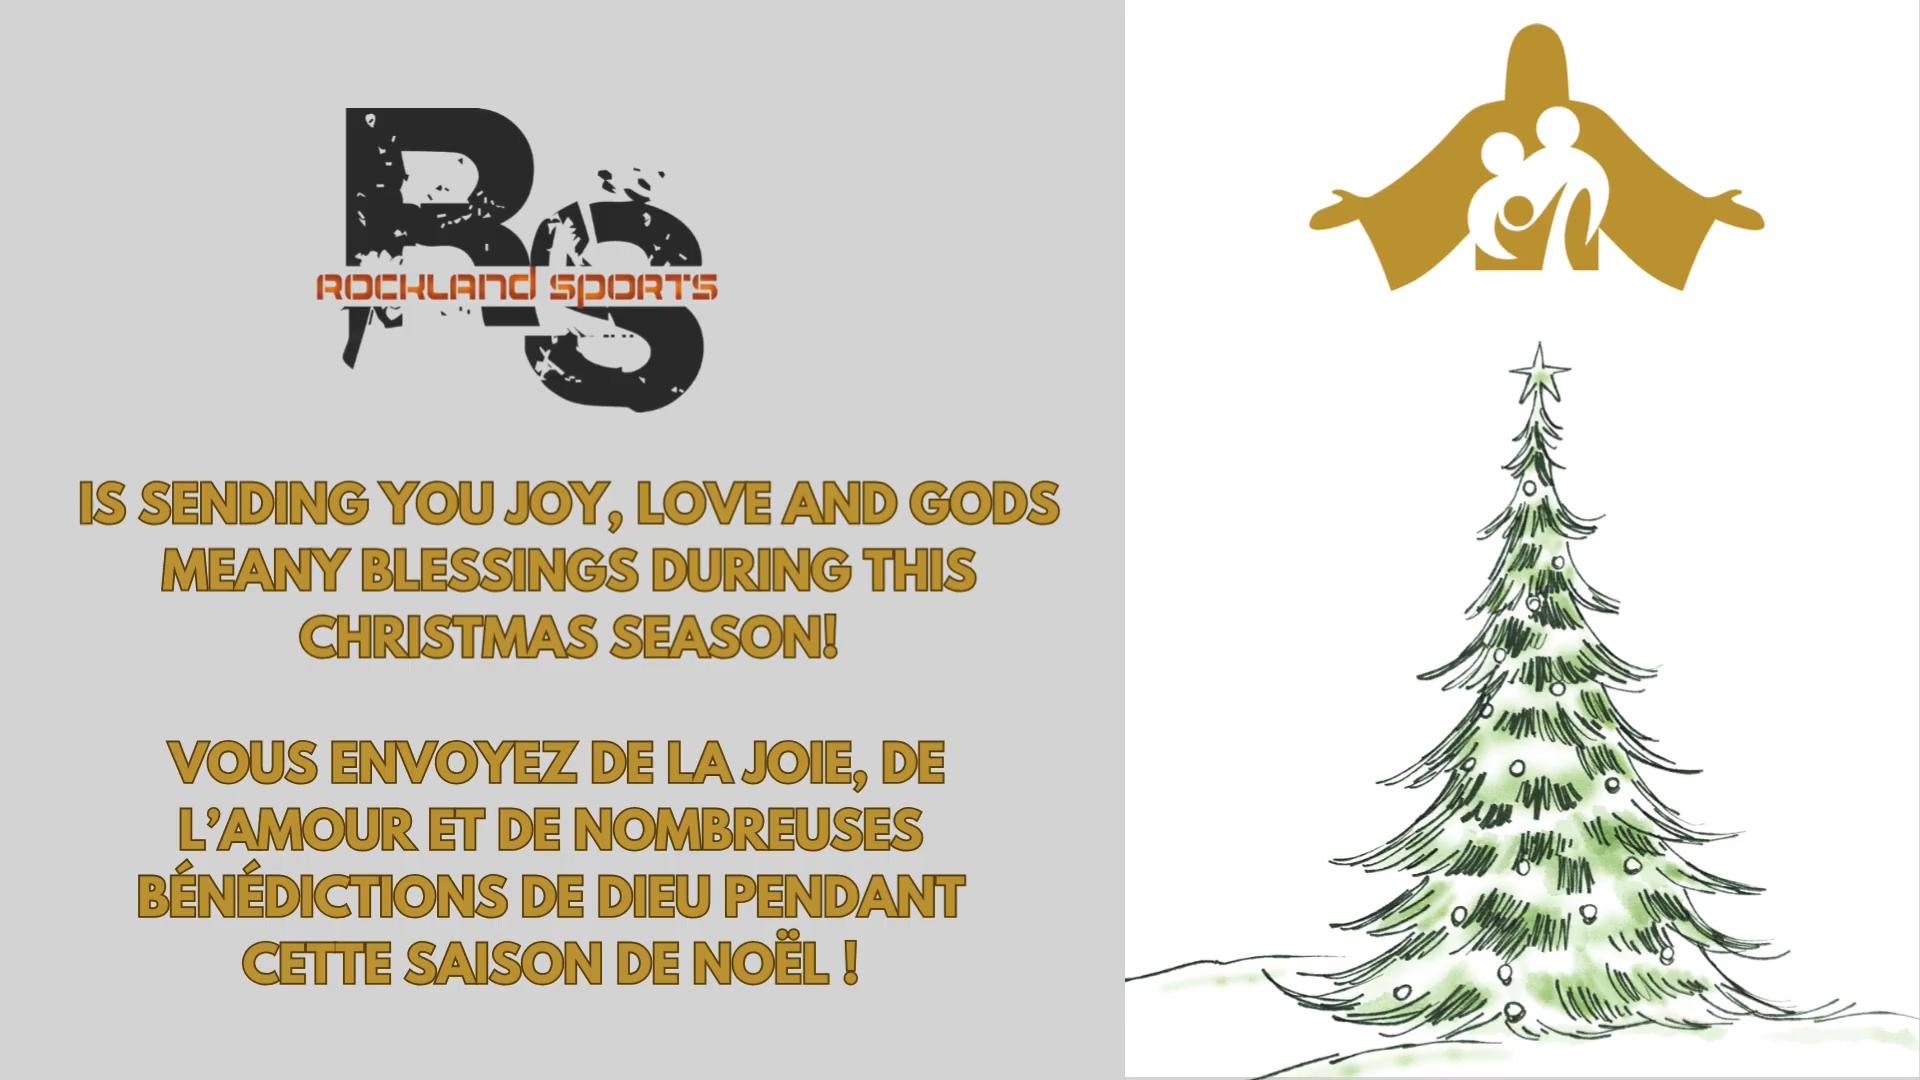 RS
ROCKLAND SPORTS
IS SENDING YOU JOY, LOVE AND GODS
MEANY BLESSINGS DURING THIS
CHRISTMAS SEASON!
VOUS ENVOYEZ DE LA JOIE, DE
L’AMOUR ET DE NOMBREUSES
BÉNÉDICTIONS DE DIEU PENDANT
CETTE SAISON DE NOËL !